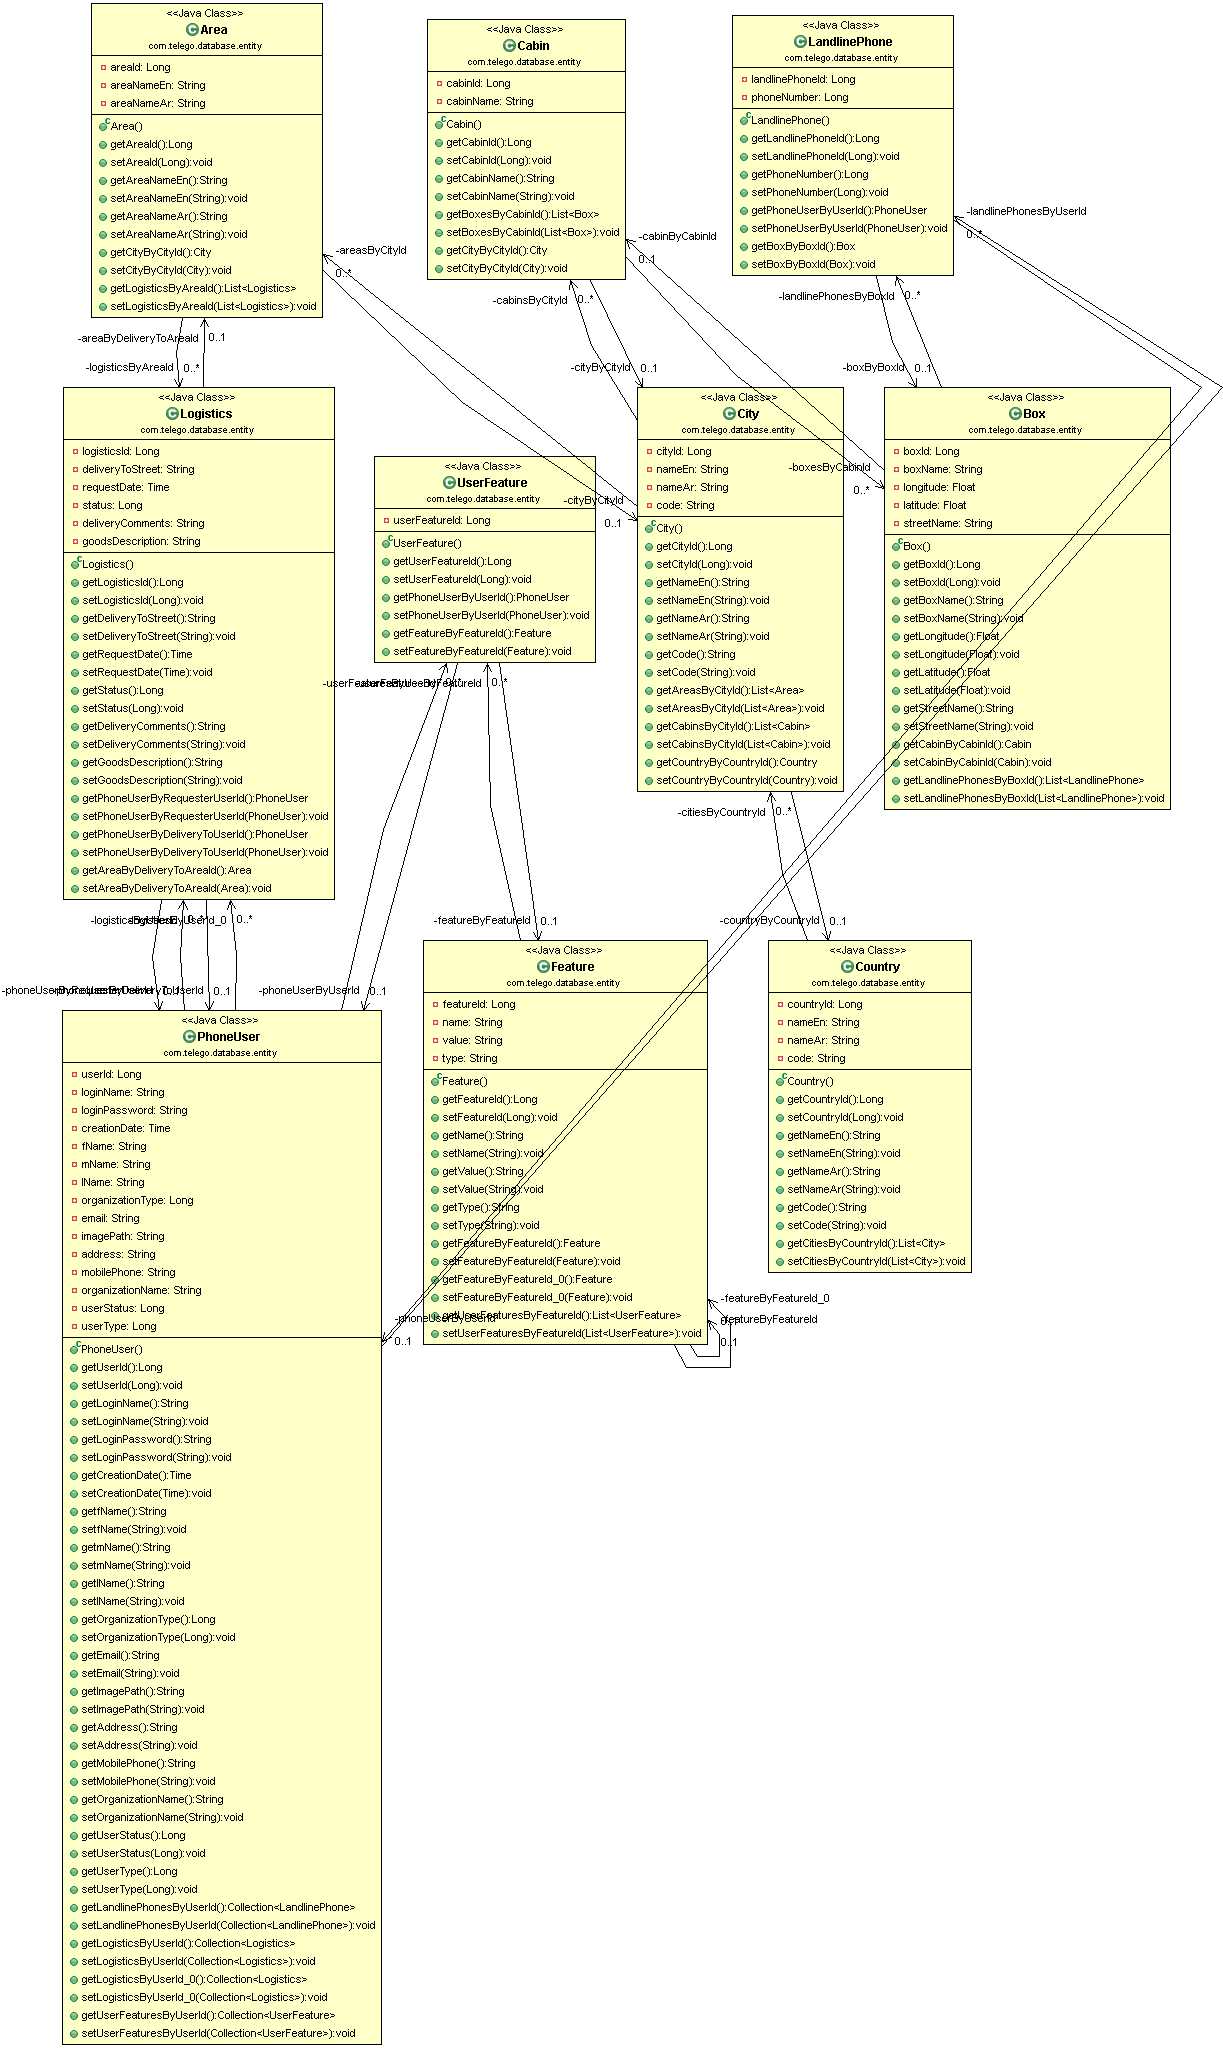 <<Java Class>>
Area
com.telego.database.entity
areaId: Long
areaNameEn: String
areaNameAr: String
Area()
getAreaId():Long
setAreaId(Long):void
getAreaNameEn():String
setAreaNameEn(String):void
getAreaNameAr():String
setAreaNameAr(String):void
getCityByCityId():City
setCityByCityId(City):void
getLogisticsByAreaId():List<Logistics>
setLogisticsByAreaId(List<Logistics>):void
<<Java Class>>
Cabin
com.telego.database.entity
cabinId: Long
cabinName: String
Cabin()
getCabinId():Long
setCabinId(Long):void
getCabinName():String
setCabinName(String):void
getBoxesByCabinId():List<Box>
setBoxesByCabinId(List<Box>):void
getCityByCityId():City
setCityByCityId(City):void
<<Java Class>>
LandlinePhone
com.telego.database.entity
landlinePhoneId: Long
phoneNumber: Long
LandlinePhone()
getLandlinePhoneId():Long
setLandlinePhoneId(Long):void
getPhoneNumber():Long
setPhoneNumber(Long):void
getPhoneUserByUserId():PhoneUser
setPhoneUserByUserId(PhoneUser):void
getBoxByBoxId():Box
setBoxByBoxId(Box):void
-areasByCityId
0..*
-cabinByCabinId
0..1
-landlinePhonesByUserId
0..*
-cabinsByCityId
0..*
-landlinePhonesByBoxId
0..*
-areaByDeliveryToAreaId
0..1
-logisticsByAreaId
0..*
-cityByCityId
0..1
-boxByBoxId
0..1
<<Java Class>>
Logistics
com.telego.database.entity
logisticsId: Long
deliveryToStreet: String
requestDate: Time
status: Long
deliveryComments: String
goodsDescription: String
Logistics()
getLogisticsId():Long
setLogisticsId(Long):void
getDeliveryToStreet():String
setDeliveryToStreet(String):void
getRequestDate():Time
setRequestDate(Time):void
getStatus():Long
setStatus(Long):void
getDeliveryComments():String
setDeliveryComments(String):void
getGoodsDescription():String
setGoodsDescription(String):void
getPhoneUserByRequesterUserId():PhoneUser
setPhoneUserByRequesterUserId(PhoneUser):void
getPhoneUserByDeliveryToUserId():PhoneUser
setPhoneUserByDeliveryToUserId(PhoneUser):void
getAreaByDeliveryToAreaId():Area
setAreaByDeliveryToAreaId(Area):void
<<Java Class>>
UserFeature
com.telego.database.entity
userFeatureId: Long
UserFeature()
getUserFeatureId():Long
setUserFeatureId(Long):void
getPhoneUserByUserId():PhoneUser
setPhoneUserByUserId(PhoneUser):void
getFeatureByFeatureId():Feature
setFeatureByFeatureId(Feature):void
<<Java Class>>
City
com.telego.database.entity
cityId: Long
nameEn: String
nameAr: String
code: String
City()
getCityId():Long
setCityId(Long):void
getNameEn():String
setNameEn(String):void
getNameAr():String
setNameAr(String):void
getCode():String
setCode(String):void
getAreasByCityId():List<Area>
setAreasByCityId(List<Area>):void
getCabinsByCityId():List<Cabin>
setCabinsByCityId(List<Cabin>):void
getCountryByCountryId():Country
setCountryByCountryId(Country):void
<<Java Class>>
Box
com.telego.database.entity
boxId: Long
boxName: String
longitude: Float
latitude: Float
streetName: String
Box()
getBoxId():Long
setBoxId(Long):void
getBoxName():String
setBoxName(String):void
getLongitude():Float
setLongitude(Float):void
getLatitude():Float
setLatitude(Float):void
getStreetName():String
setStreetName(String):void
getCabinByCabinId():Cabin
setCabinByCabinId(Cabin):void
getLandlinePhonesByBoxId():List<LandlinePhone>
setLandlinePhonesByBoxId(List<LandlinePhone>):void
-cityByCityId
0..1
-boxesByCabinId
0..*
0..*
-citiesByCountryId
0..*
0..*
-featureByFeatureId
0..1
-countryByCountryId
0..1
0..1
-phoneUserByUserId
0..1
<<Java Class>>
PhoneUser
com.telego.database.entity
userId: Long
loginName: String
loginPassword: String
creationDate: Time
fName: String
mName: String
lName: String
organizationType: Long
email: String
imagePath: String
address: String
mobilePhone: String
organizationName: String
userStatus: Long
userType: Long
PhoneUser()
getUserId():Long
setUserId(Long):void
getLoginName():String
setLoginName(String):void
getLoginPassword():String
setLoginPassword(String):void
getCreationDate():Time
setCreationDate(Time):void
getfName():String
setfName(String):void
getmName():String
setmName(String):void
getlName():String
setlName(String):void
getOrganizationType():Long
setOrganizationType(Long):void
getEmail():String
setEmail(String):void
getImagePath():String
setImagePath(String):void
getAddress():String
setAddress(String):void
getMobilePhone():String
setMobilePhone(String):void
getOrganizationName():String
setOrganizationName(String):void
getUserStatus():Long
setUserStatus(Long):void
getUserType():Long
setUserType(Long):void
getLandlinePhonesByUserId():Collection<LandlinePhone>
setLandlinePhonesByUserId(Collection<LandlinePhone>):void
getLogisticsByUserId():Collection<Logistics>
setLogisticsByUserId(Collection<Logistics>):void
getLogisticsByUserId_0():Collection<Logistics>
setLogisticsByUserId_0(Collection<Logistics>):void
getUserFeaturesByUserId():Collection<UserFeature>
setUserFeaturesByUserId(Collection<UserFeature>):void
<<Java Class>>
Feature
com.telego.database.entity
featureId: Long
name: String
value: String
type: String
Feature()
getFeatureId():Long
setFeatureId(Long):void
getName():String
setName(String):void
getValue():String
setValue(String):void
getType():String
setType(String):void
getFeatureByFeatureId():Feature
setFeatureByFeatureId(Feature):void
getFeatureByFeatureId_0():Feature
setFeatureByFeatureId_0(Feature):void
getUserFeaturesByFeatureId():List<UserFeature>
setUserFeaturesByFeatureId(List<UserFeature>):void
<<Java Class>>
Country
com.telego.database.entity
countryId: Long
nameEn: String
nameAr: String
code: String
Country()
getCountryId():Long
setCountryId(Long):void
getNameEn():String
setNameEn(String):void
getNameAr():String
setNameAr(String):void
getCode():String
setCode(String):void
getCitiesByCountryId():List<City>
setCitiesByCountryId(List<City>):void
-phoneUserByUserId
0..1
-featureByFeatureId_0
-featureByFeatureId
0..1